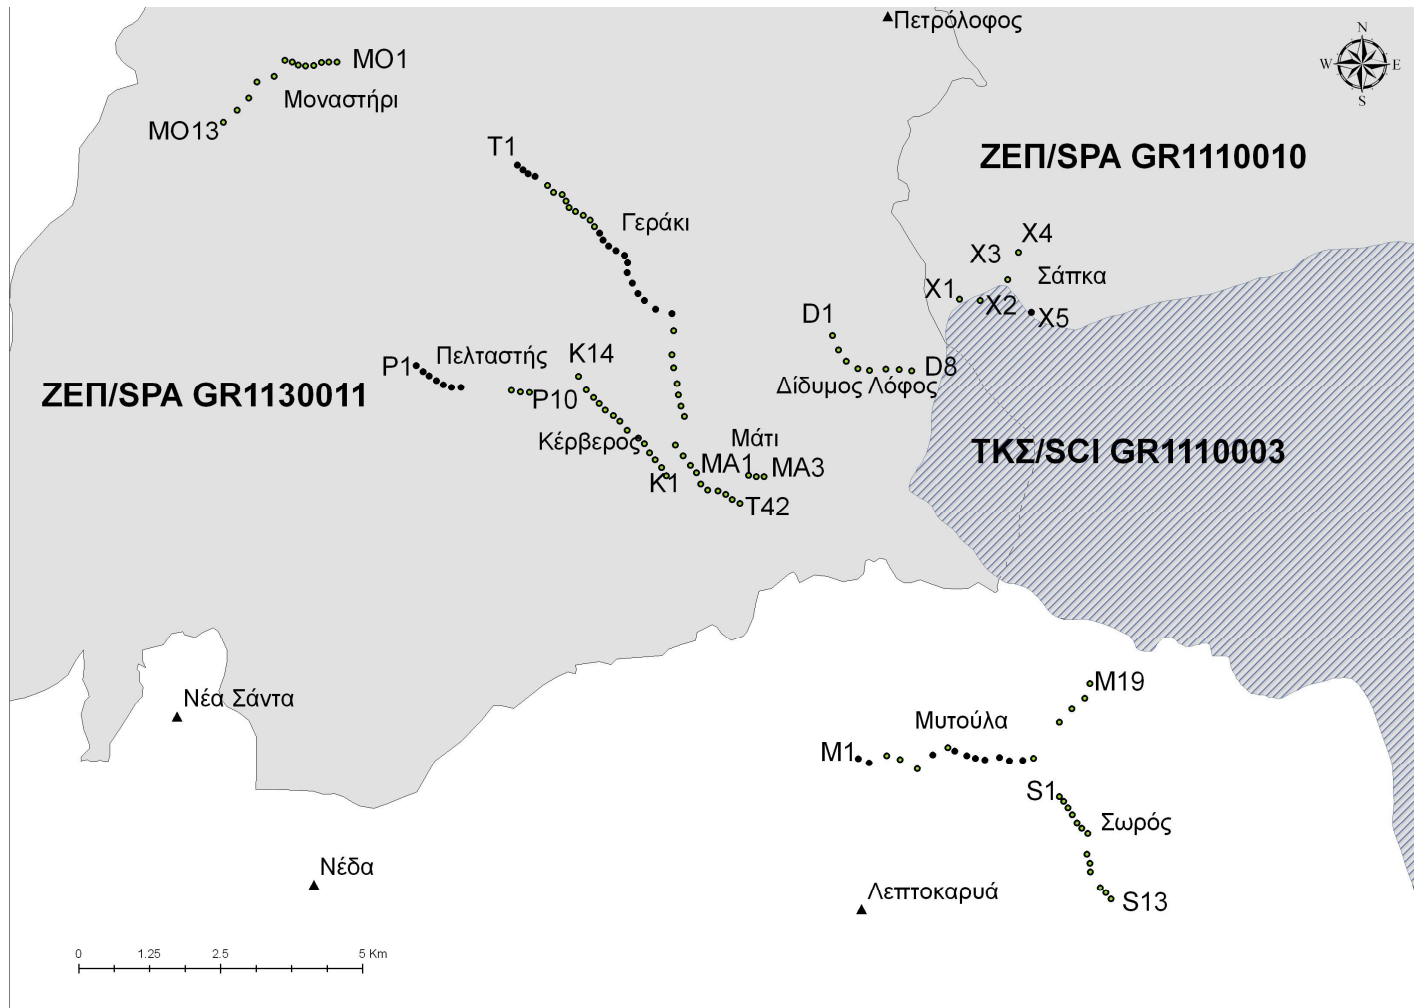 Πετρόλοφος
N
W E
S
MO1
Μοναστήρι
MO13
T1
ΖΕΠ/SPA GR1110010
Γεράκι
X4
X3
Σάπκα
X1
X2
X5
D1
Πελταστής
K14
P1
D8
Δίδυμος Λόφος
ΖΕΠ/SPA GR1130011
P10
Κέρβερος
Μάτι
ΤΚΣ/SCI GR1110003
MA1
MA3
K1
T42
M19
Νέα Σάντα
Μυτούλα
M1
S1
Σωρός
Νέδα
Λεπτοκαρυά
S13
0 1.25 2.5 5 Km